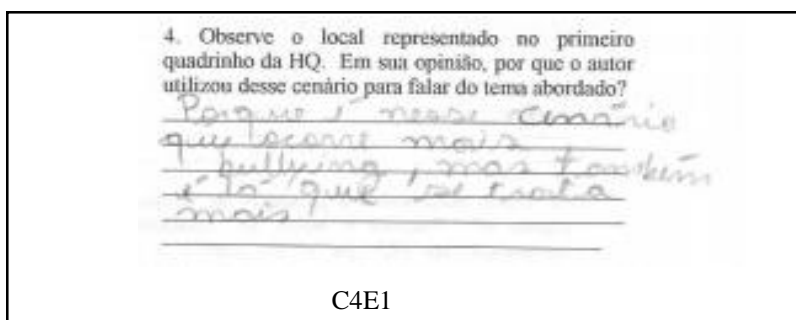 4. Observe o local representado no primeiro
quadrinho da HQ. Em sua opinião, por que o autor
utilizou desse cenário para falar do tema abordado?
Porque é nesse cenário
que ocorre mais
bullying, mas também
é lá que se trata
mais
C4E1